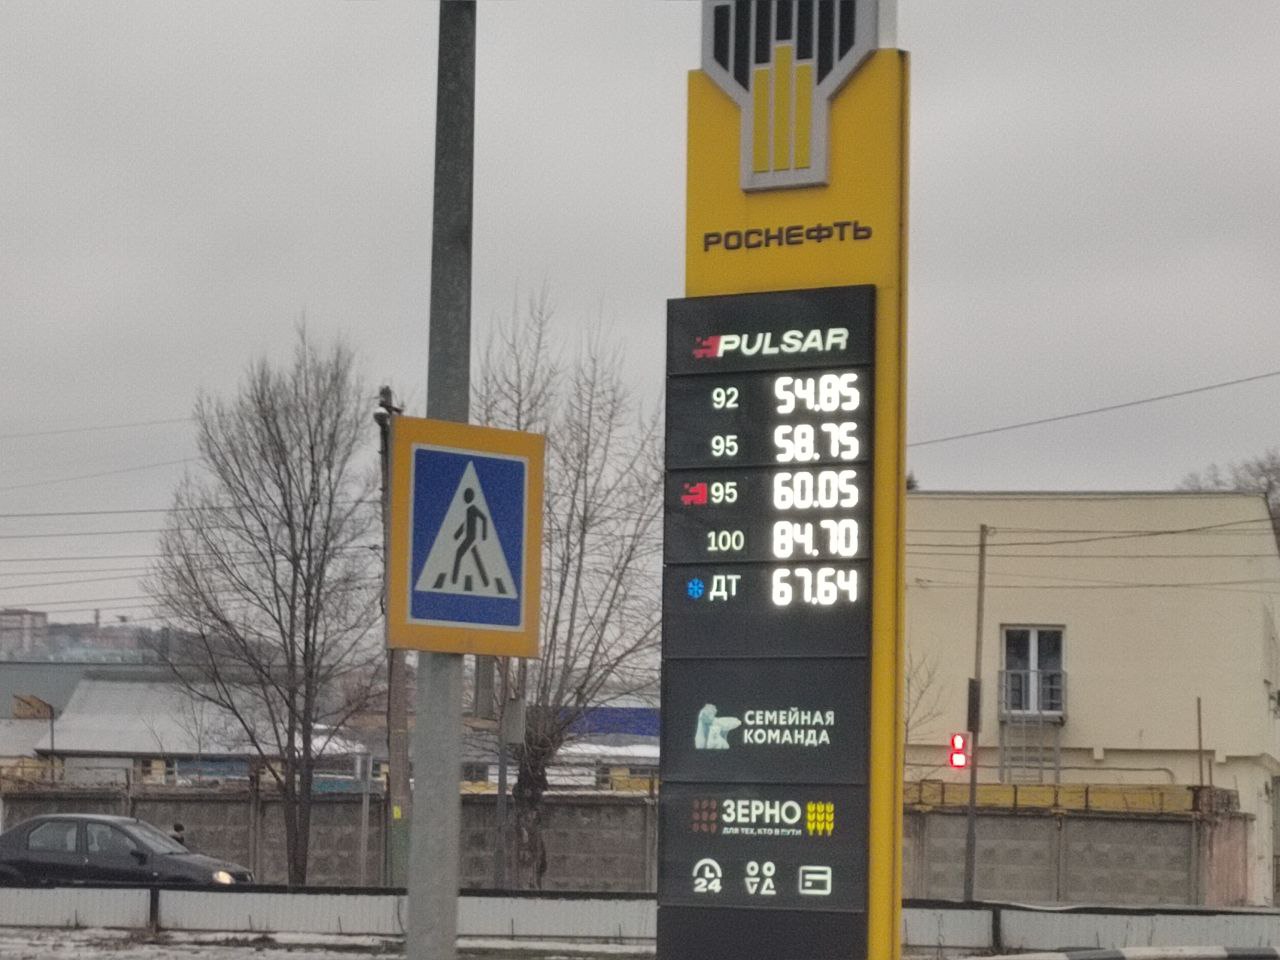 РОСНЕФТЬ
PULSAR
92 54.85
95 58.75
95 60.05
100 84.70
ДТ 67.64
СЕМЕЙНАЯ
КОМАНДА
ЗЕРНО
ДЛЯ ТЕХ, КТО В ПУТИ
24